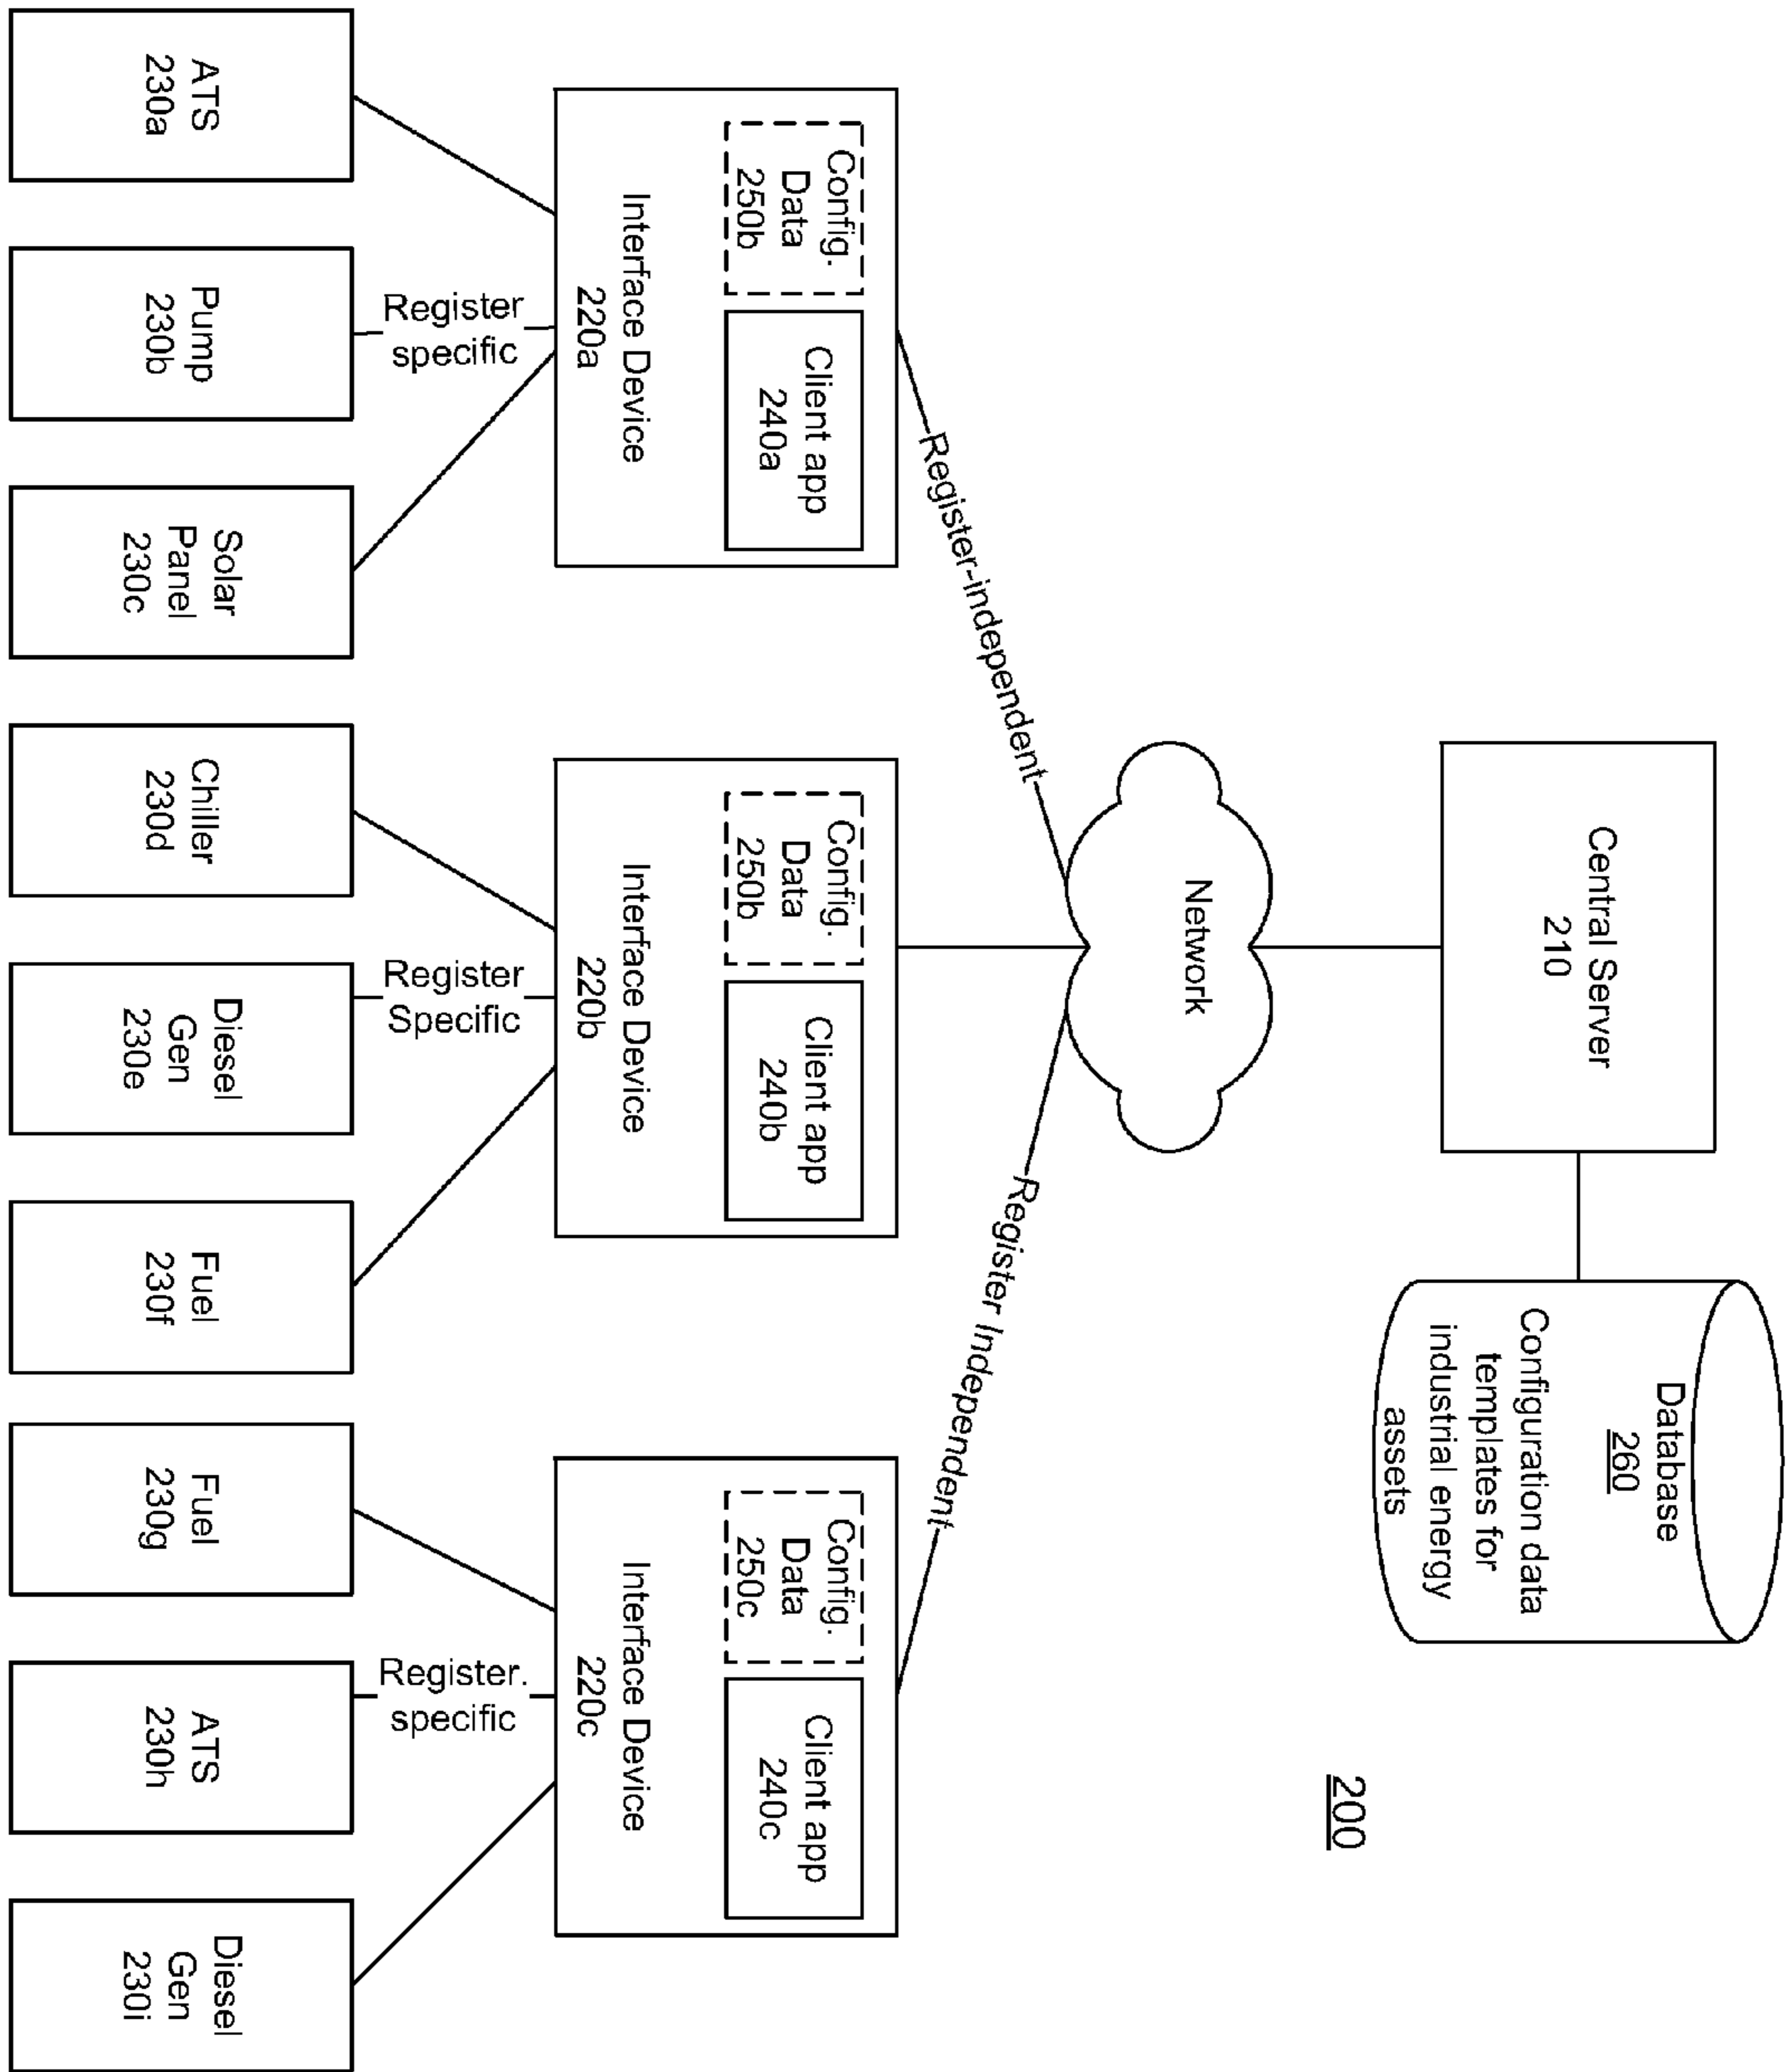 200
Central Server
210
Database
260
Configuration data
templates for
industrial energy
assets
Network
Register-independent
Register Independent
Config.
Data
250b
Client app
240a
Interface Device
220a
Config.
Data
250b
Client app
240b
Interface Device
220b
Config.
Data
250c
Client app
240c
Interface Device
220c
Register
specific
Register
Specific
Register.
specific
ATS
230a
Pump
230b
Solar
Panel
230c
Chiller
230d
Diesel
Gen
230e
Fuel
230f
Fuel
230g
ATS
230h
Diesel
Gen
230i